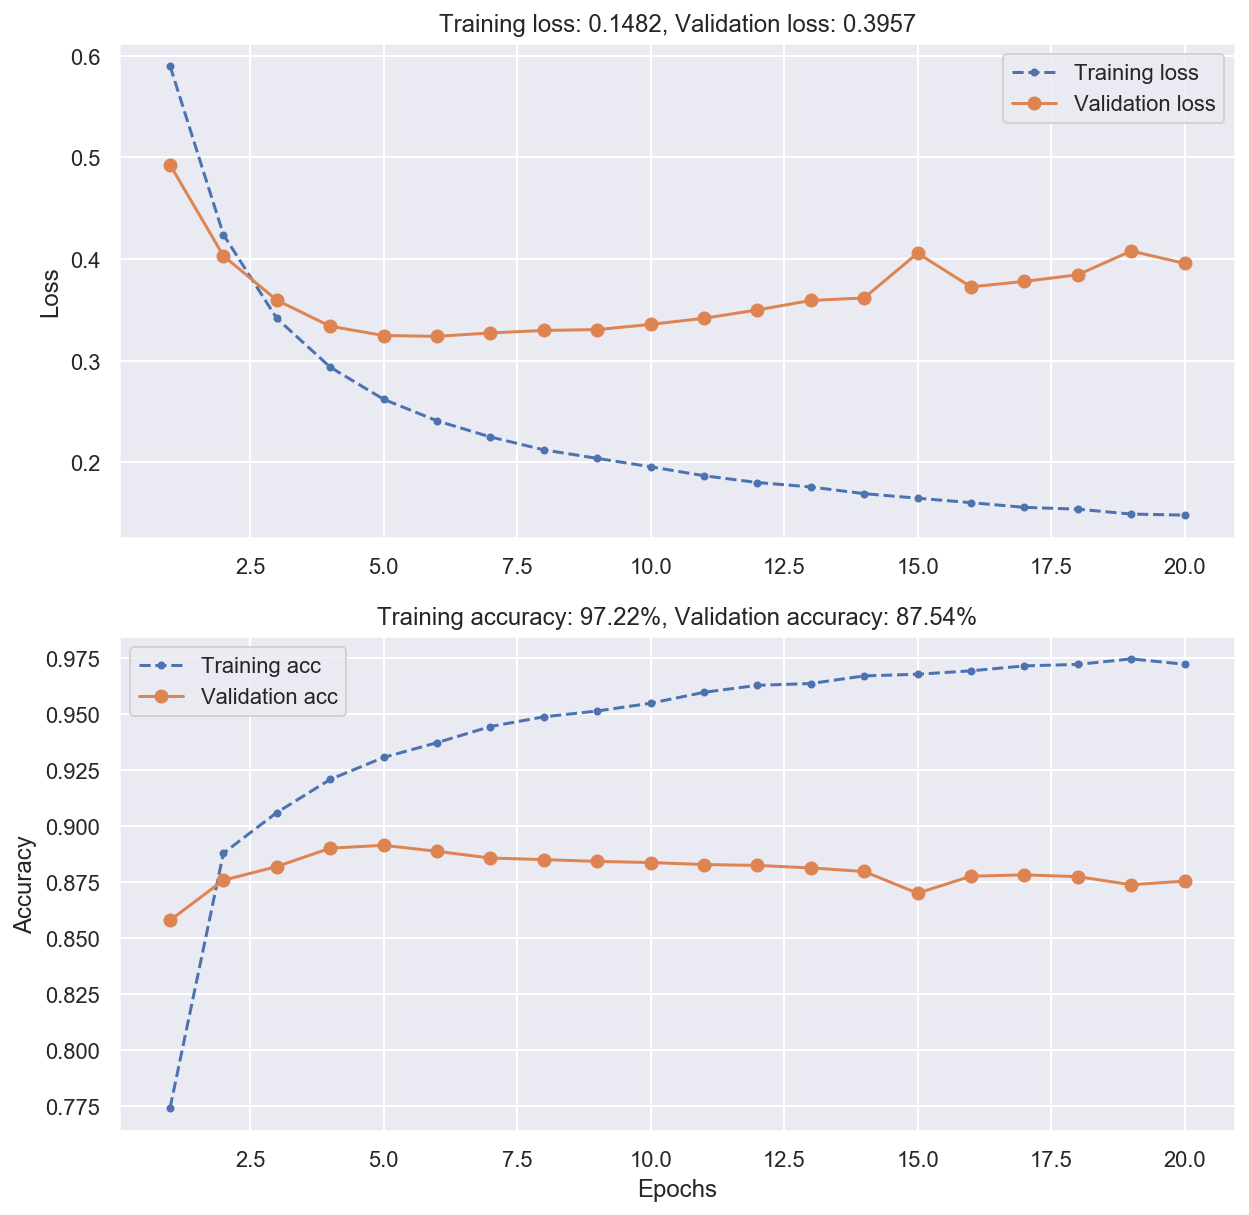 Training loss: 0.1482, Validation loss: 0.3957
0.6
0.5
0.4
0.3
0.2
Loss
Training loss
Validation loss
2.5 5.0 7.5 10.0 12.5 15.0 17.5 20.0
Training accuracy: 97.22%, Validation accuracy: 87.54%
0.975
0.950
0.925
0.900
0.875
0.850
0.825
0.800
0.775
Accuracy
Training acc
Validation acc
2.5 5.0 7.5 10.0 12.5 15.0 17.5 20.0
Epochs